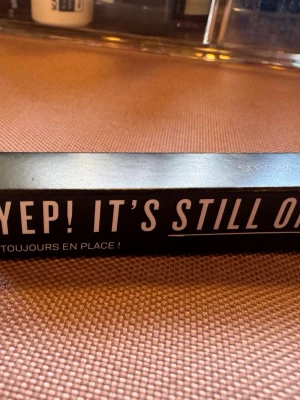 YEP! IT'S STILL
TOUJOURS EN PLACE !